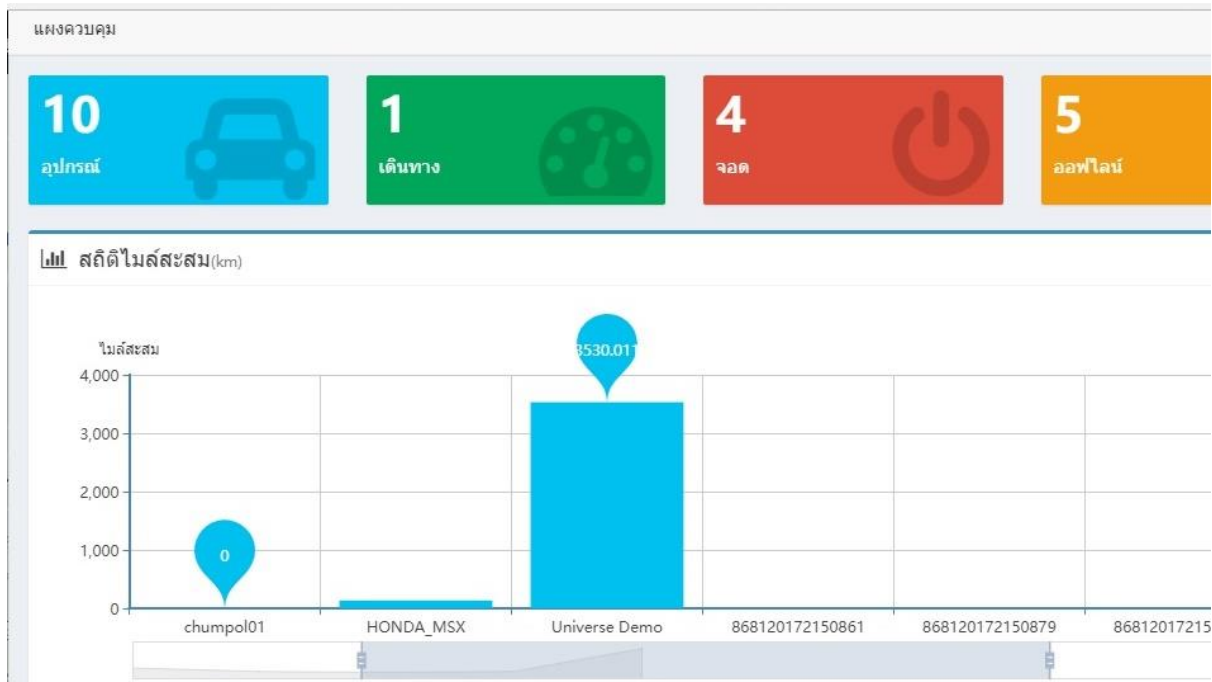 แผงควบคุม
10
อุปกรณ์
1
เดินทาง
4
จอด
5
ออฟไลน์
สถิติไมล์สะสม(km)
ไมล์สะสม
3530.011
4,000
3,000
2,000
1,000
0
0
chumpol01
HONDA_MSX
Universe Demo
868120172150861
868120172150879
86812017215